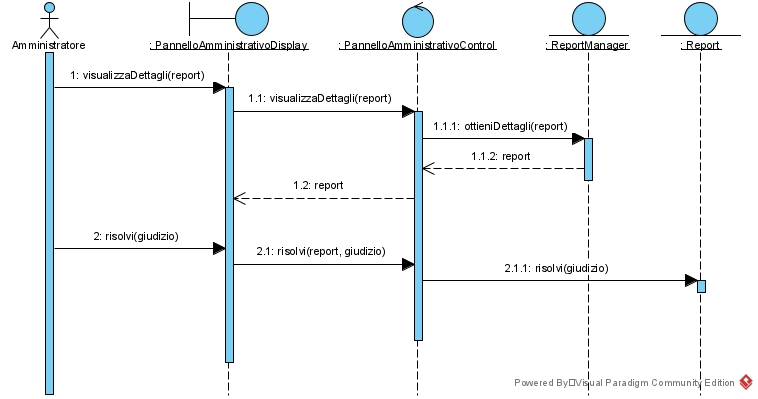 Amministratore
: PannelloAmministrativoDisplay
: PannelloAmministrativoControl
: ReportManager
: Report
1: visualizzaDettagli(report)
1.1: visualizzaDettagli(report)
1.1.1: ottieniDettagli(report)
1.1.2: report
1.2: report
2: risolvi(giudizio)
2.1: risolvi(report, giudizio)
2.1.1: risolvi(giudizio)
Powered By Visual Paradigm Community Edition